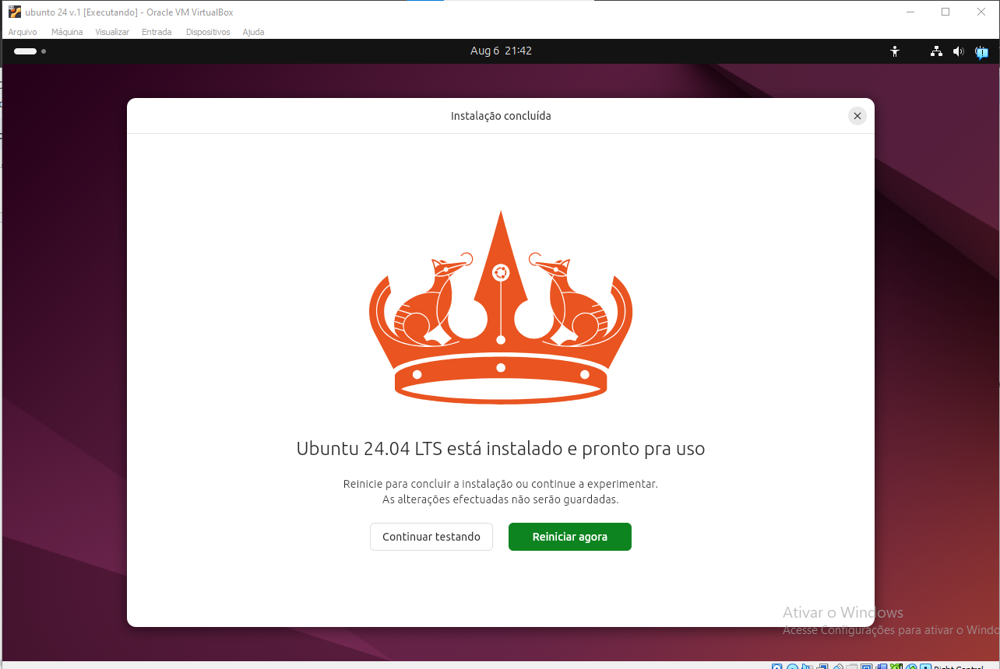 ubunto 24 v.1 [Executando] - Oracle VM VirtualBox
Arquivo Máquina Visualizar Entrada Dispositivos Ajuda
Aug 6 21:42
Instalação concluída
Ubuntu 24.04 LTS está instalado e pronto pra uso
Reinicie para concluir a instalação ou continue a experimentar.
As alterações efectuadas não serão guardadas.
Continuar testando Reiniciar agora
Ativar o Windows
Acesse Configurações para ativar o Windo
Right Control